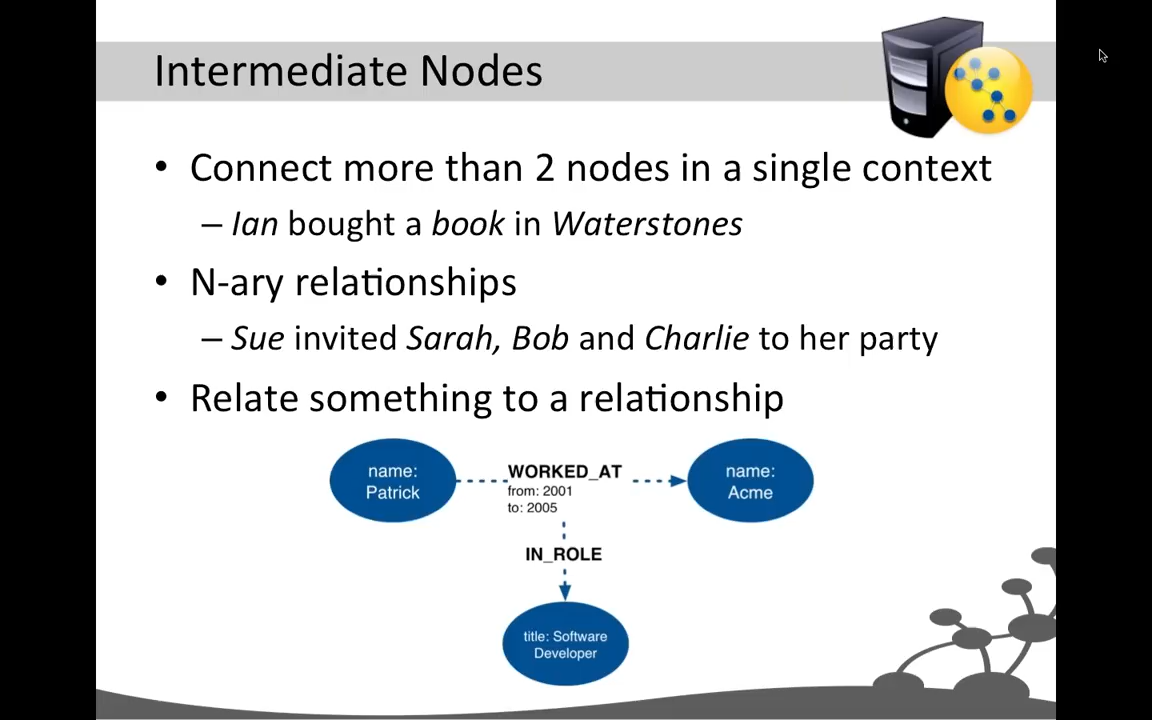 Intermediate Nodes
• Connect more than 2 nodes in a single context
– Ian bought a book in Waterstones
• N-ary relationships
– Sue invited Sarah, Bob and Charlie to her party
• Relate something to a relationship
name:
Patrick
WORKED_AT
from: 2001
to: 2005
name:
Acme
IN_ROLE
title: Software
Developer